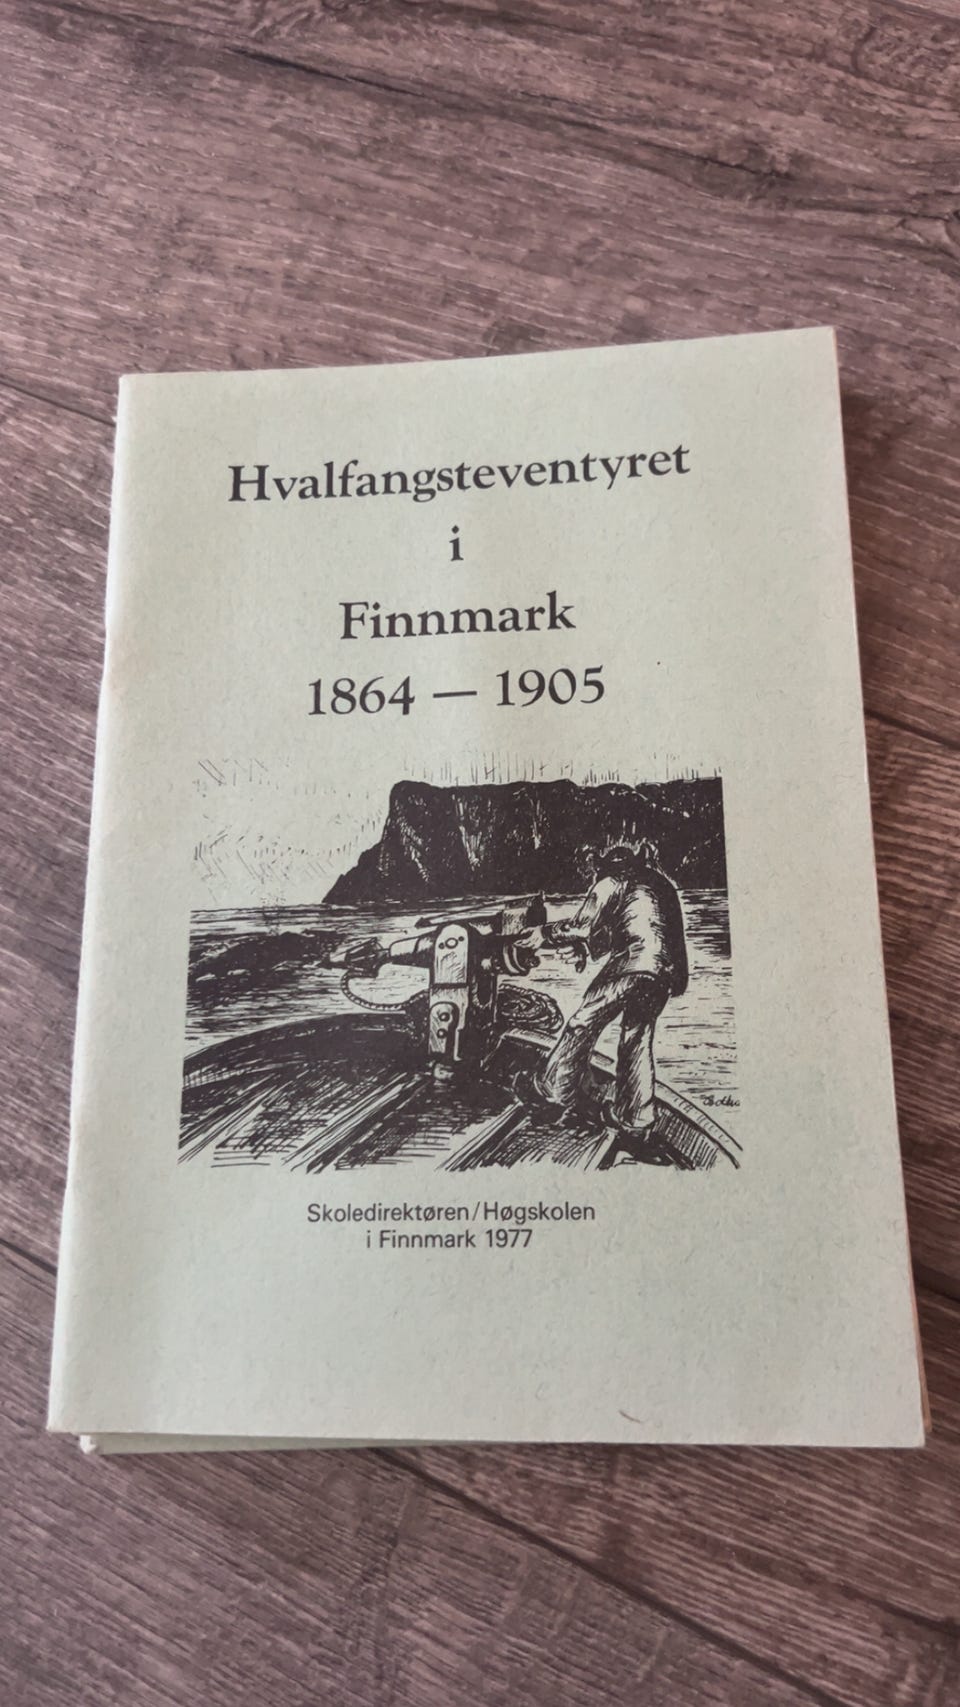 Hvalfangsteventyret
i
Finnmark
1864 — 1905
Skoledirektøren/Høgskolen
i Finnmark 1977